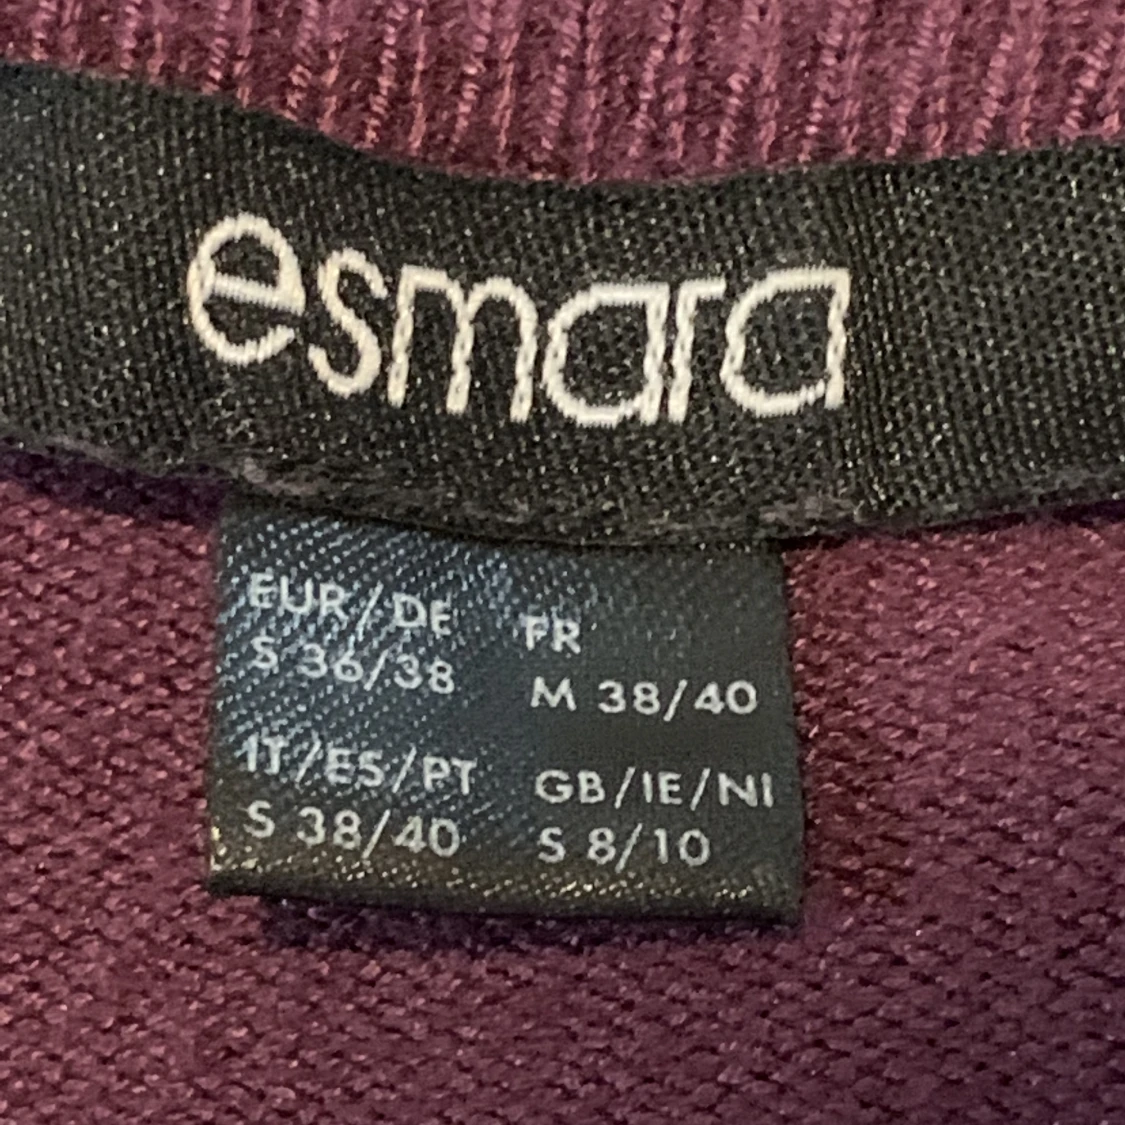 esmara
EUR/DE
S 36/38
FR
M 38/40
IT/ES/PT
S 38/40
GB/IE/NI
S 8/10